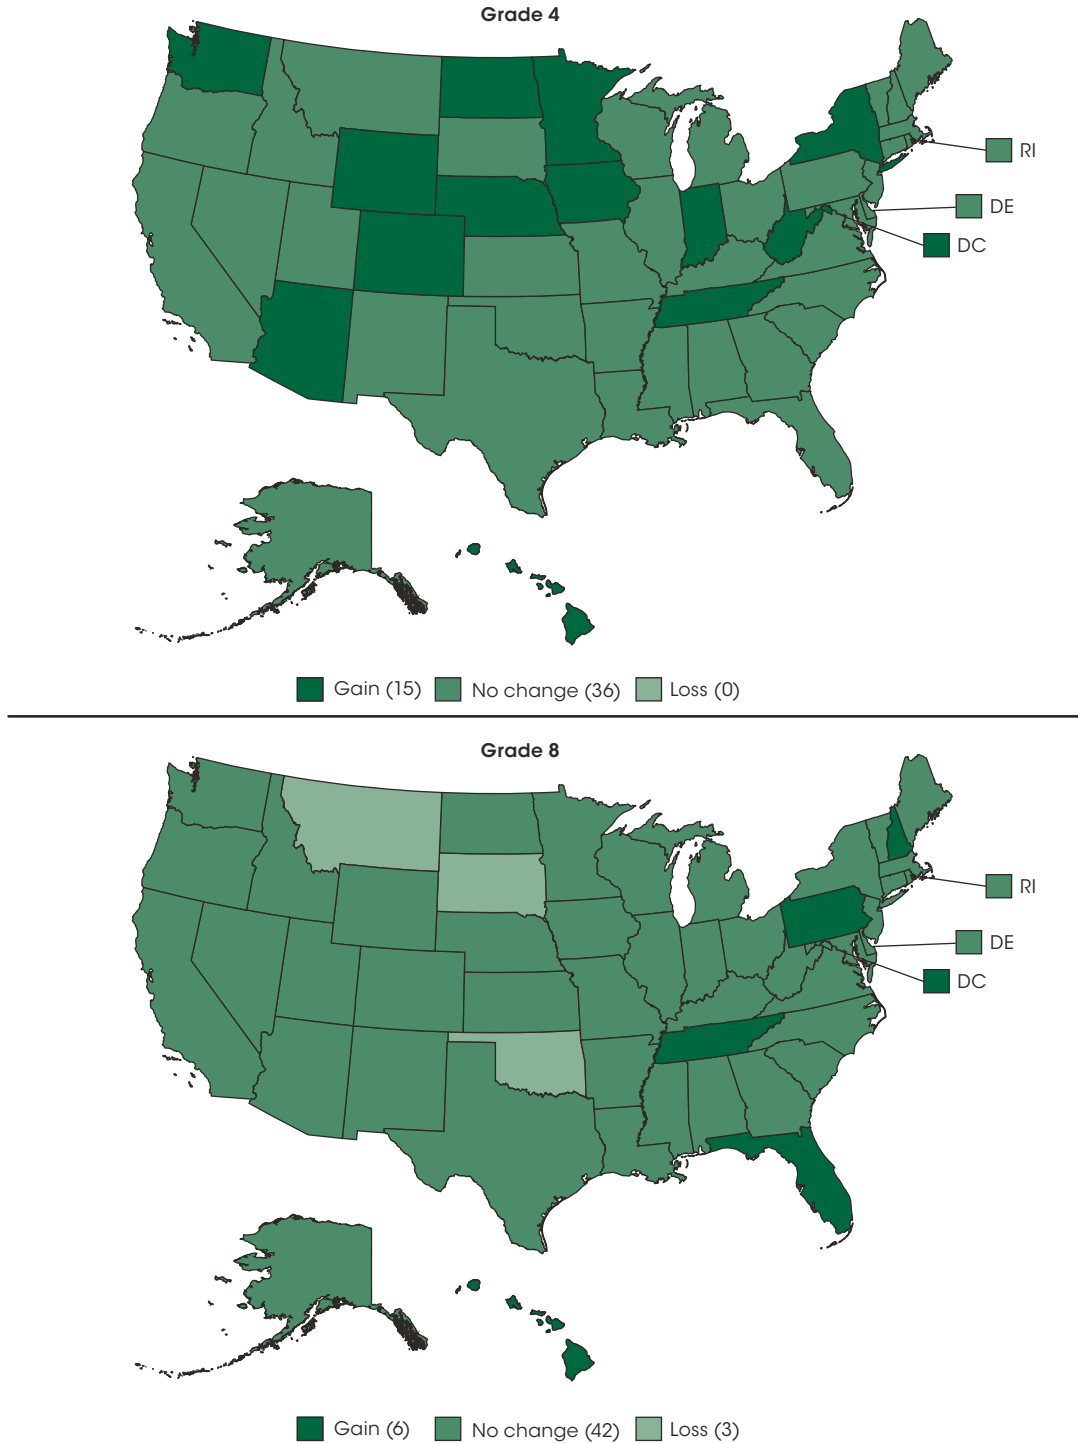 Grade 4
RI
DE
DC
Gain (15) No change (36) Loss (0)
Grade 8
RI
DE
DC
Gain (6) No change (42) Loss (3)